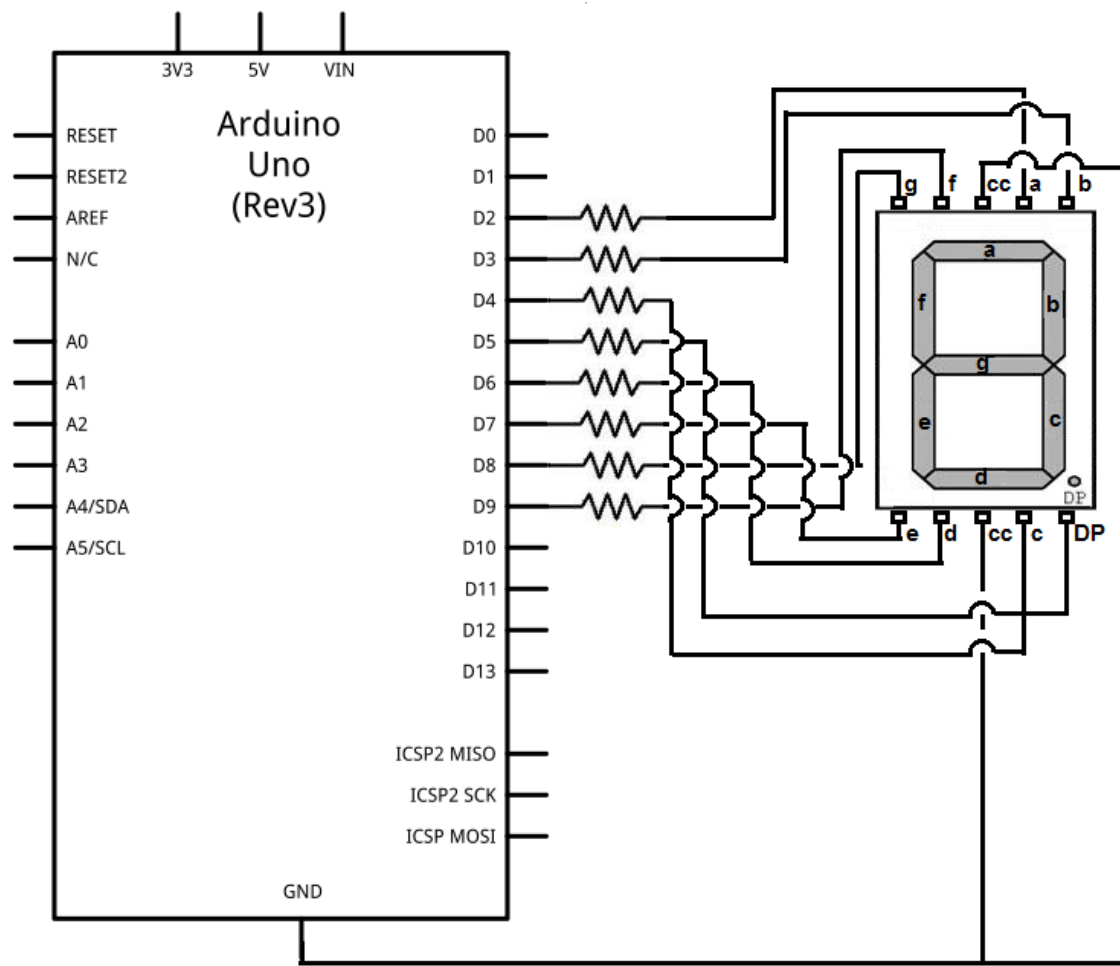 3V3 5V VIN
Arduino
Uno
(Rev3)
RESET
RESET2
AREF
N/C
A0
A1
A2
A3
A4/SDA
A5/SCL
D0
D1
D2
D3
D4
D5
D6
D7
D8
D9
D10
D11
D12
D13
ICSP2 MISO
ICSP2 SCK
ICSP MOSI
GND
g f cc a b
a
f b
g
e c
d
DP
e d cc c DP